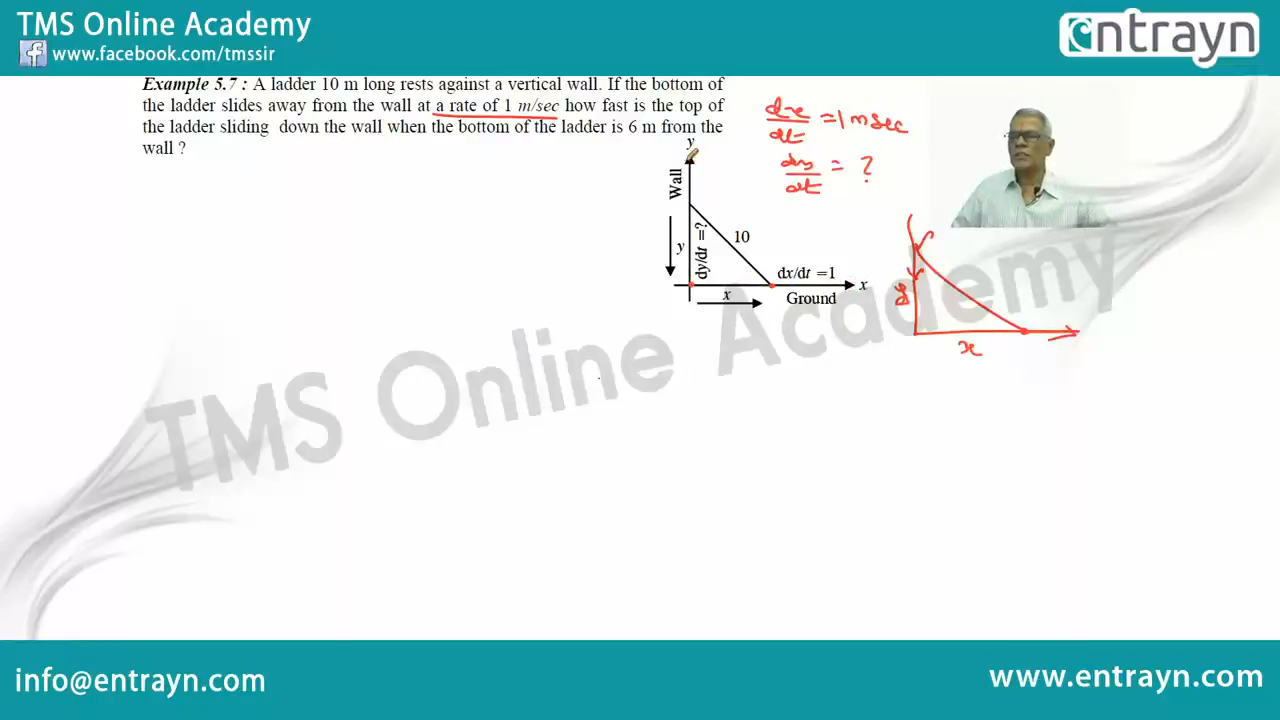 TMS Online Academy
www.facebook.com/tmssir
entrayn
Example 5.7 : A ladder 10 m long rests against a vertical wall. If the bottom of
the ladder slides away from the wall at a rate of 1 m/sec how fast is the top of
the ladder sliding down the wall when the bottom of the ladder is 6 m from the
wall ?
dx/dt = 1 m sec
dy/dt = ?
y
Wall
y
dy/dt =?
10
dx/dt =1
x
x
Ground
y
x
TMS Online Academy
info@entrayn.com
www.entrayn.com